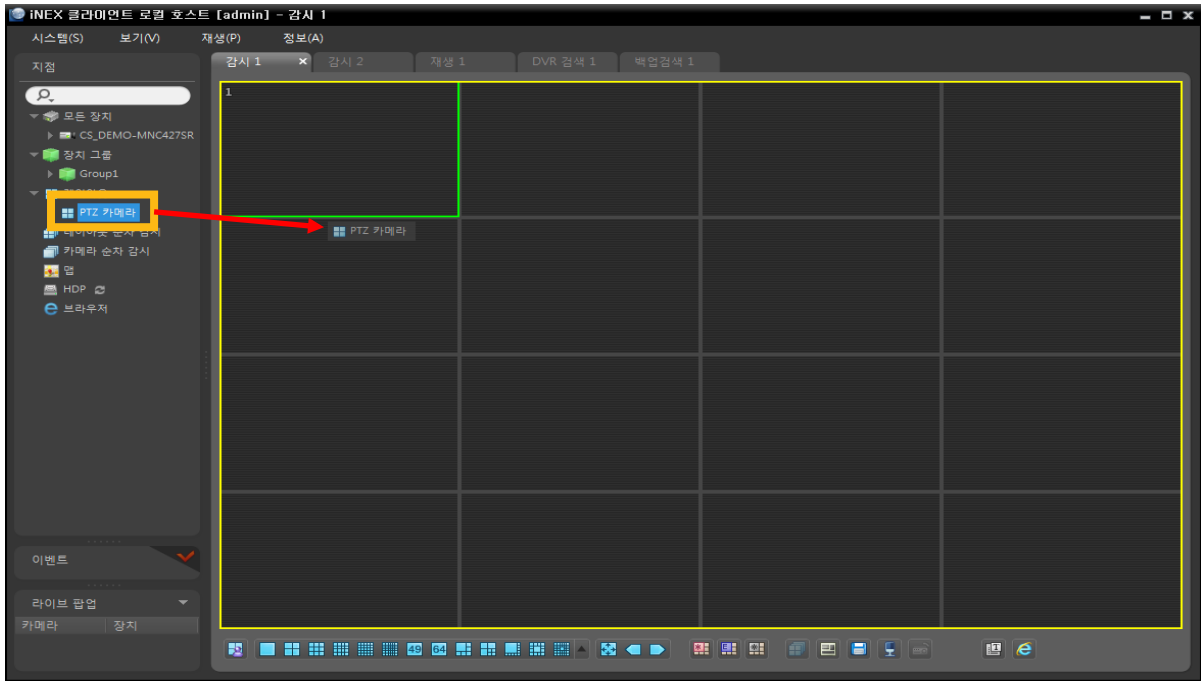 iNEX 클라이언트 로컬 호스트 [admin] - 감시 1
시스템(S) 보기(V) 재생(P) 정보(A)
지점
감시 1 × 감시 2 재생 1 DVR 검색 1 백업검색 1
1
모든 장치
CS_DEMO-MNC427SR
장치 그룹
Group1
PTZ 카메라
PTZ 카메라
순차 감시
카메라 순차 감시
맵
HDP
브라우저
이벤트
라이브 팝업
카메라 장치
49 64